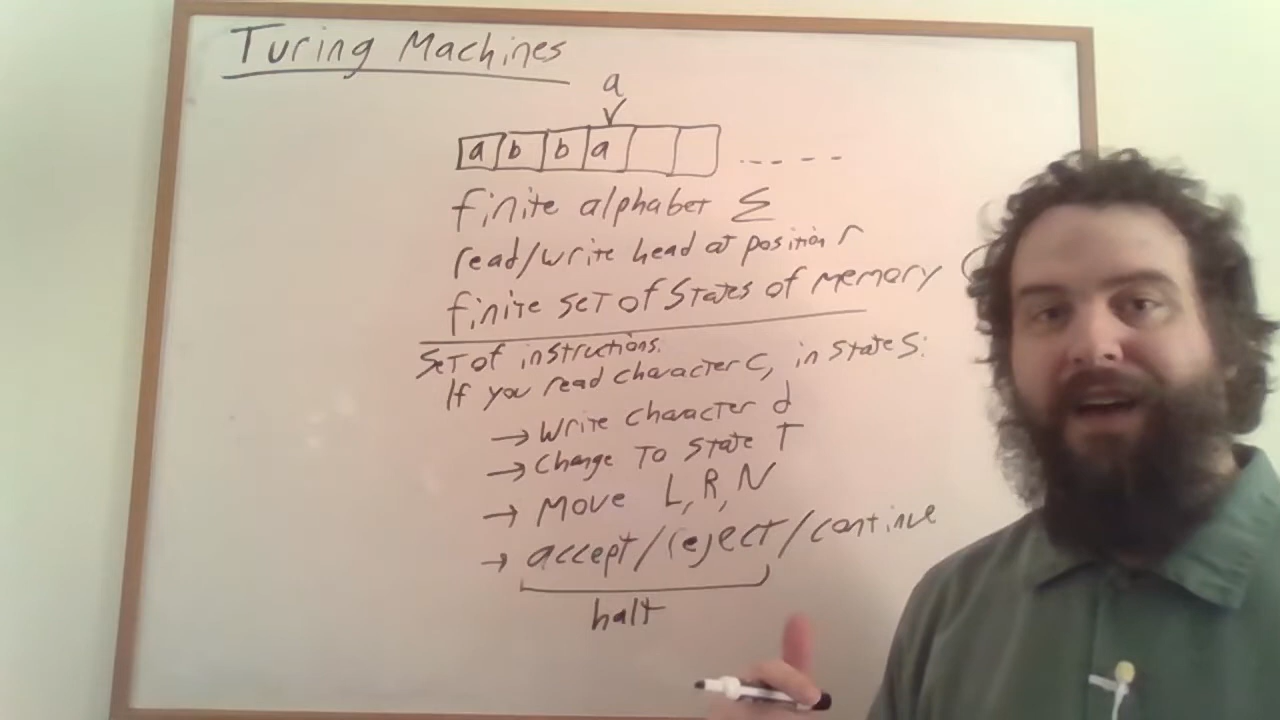 Turing Machines
a
a b b a
finite alphabet Σ
read/write head at position r
finite set of states of memory
Set of instructions.
If you read character c, in state S:
→ Write character d
→ Change To state T
→ Move L, R, N
→ accept/reject/continue
halt